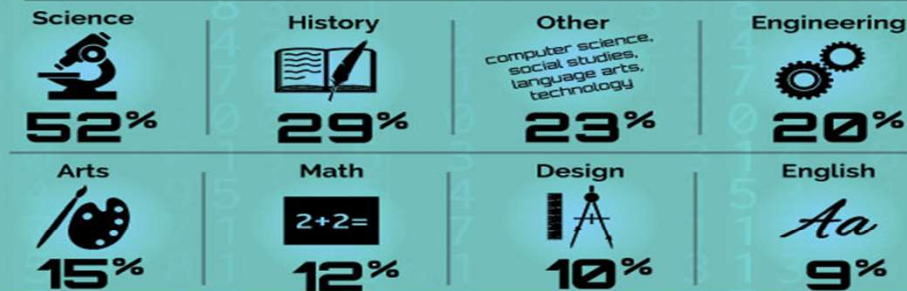 Science
52%
History
29%
Other
computer science,
social studies,
language arts,
technology
23%
Engineering
20%
Arts
15%
Math
2+2=
12%
Design
10%
English
Aa
9%